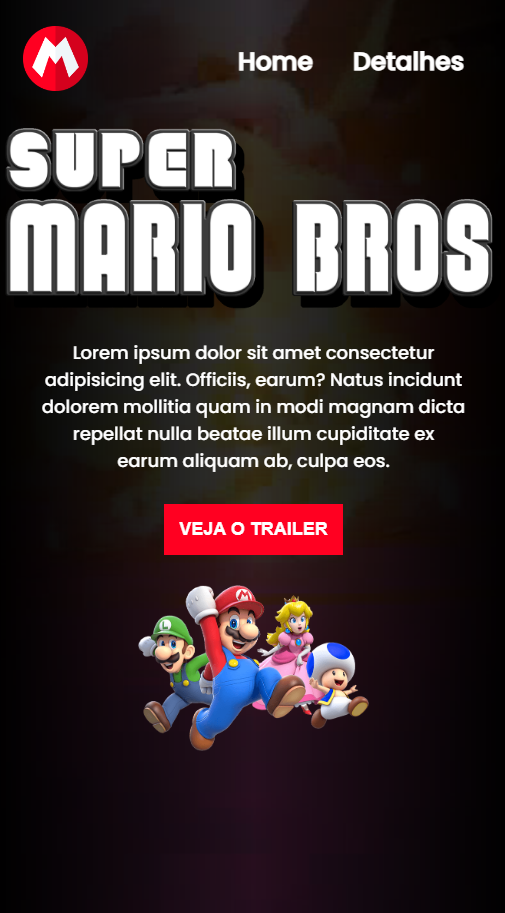 M
Home Detalhes
SUPER
MARIO BROS
Lorem ipsum dolor sit amet consectetur
adipisicing elit. Officiis, earum? Natus incidunt
dolorem mollitia quam in modi magnam dicta
repellat nulla beatae illum cupiditate ex
earum aliquam ab, culpa eos.
VEJA O TRAILER
L
M